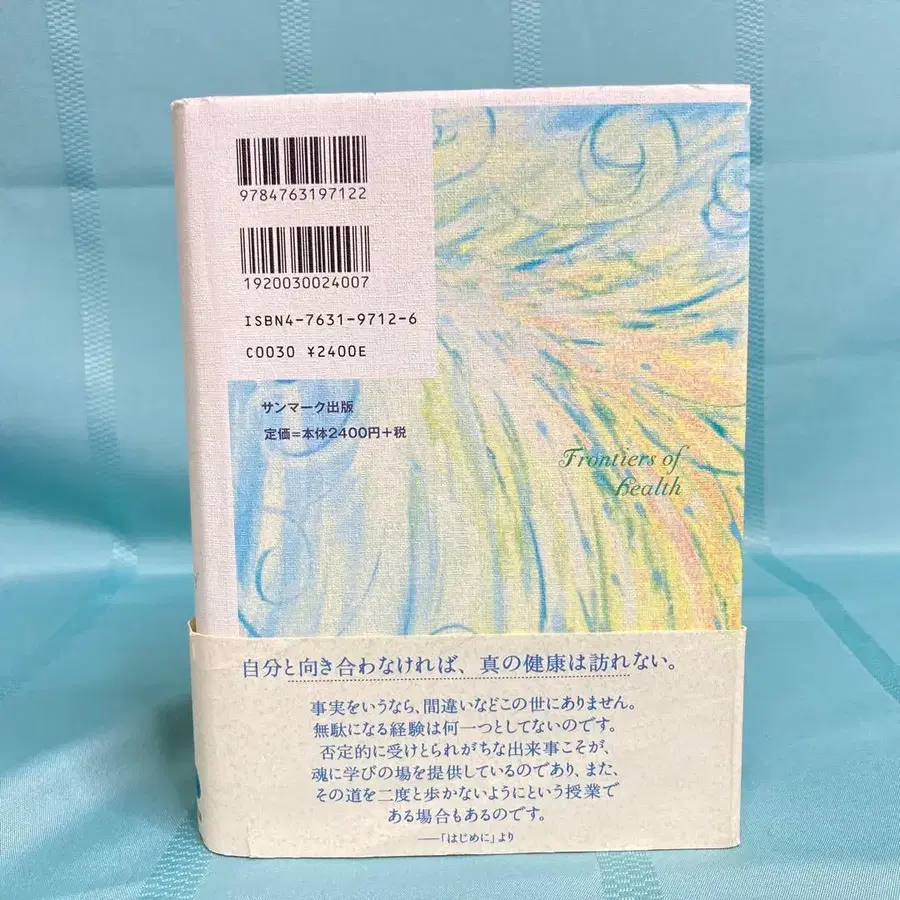 9784763197122
1920030024007
ISBN4-7631-9712-6
C0030 ¥2400E
サンマーク出版
定価=本体2400円+税
Frontiers of
health
自分と向き合わなければ、真の健康は訪れない。
事実をいうなら、間違いなどこの世にありません。
無駄になる経験は何一つとしてないのです。
否定的に受けとられがちな出来事こそが、
魂に学びの場を提供しているのであり、また、
その道を二度と歩かないようにという授業で
ある場合もあるのです。
──「はじめに」より